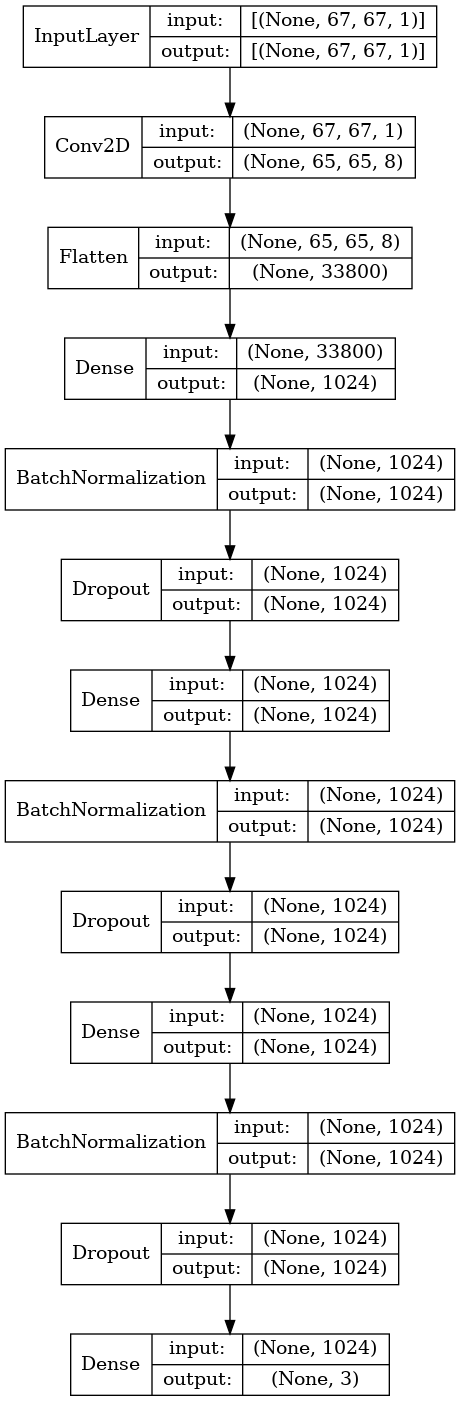 InputLayer
input: [(None, 67, 67, 1)]
output: [(None, 67, 67, 1)]
Conv2D
input: (None, 67, 67, 1)
output: (None, 65, 65, 8)
Flatten
input: (None, 65, 65, 8)
output: (None, 33800)
Dense
input: (None, 33800)
output: (None, 1024)
BatchNormalization
input: (None, 1024)
output: (None, 1024)
Dropout
input: (None, 1024)
output: (None, 1024)
Dense
input: (None, 1024)
output: (None, 1024)
BatchNormalization
input: (None, 1024)
output: (None, 1024)
Dropout
input: (None, 1024)
output: (None, 1024)
Dense
input: (None, 1024)
output: (None, 1024)
BatchNormalization
input: (None, 1024)
output: (None, 1024)
Dropout
input: (None, 1024)
output: (None, 1024)
Dense
input: (None, 1024)
output: (None, 3)